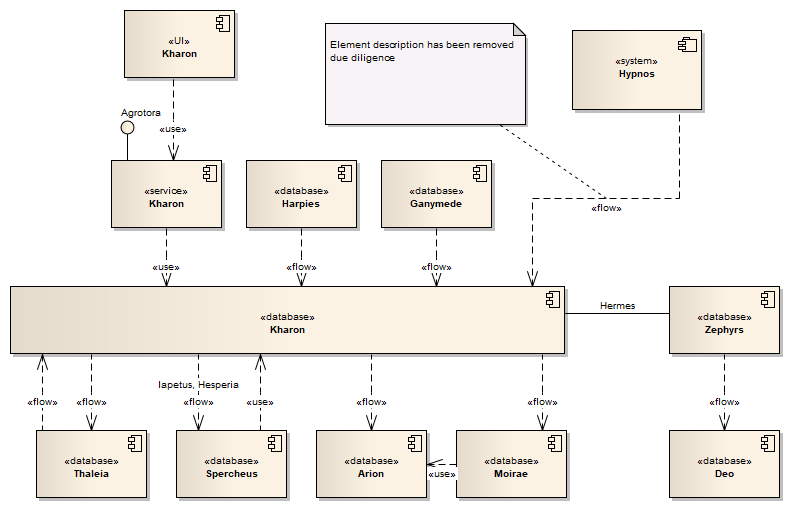 «UI»
Kharon
Element description has been removed
due diligence
«system»
Hypnos
Agrotora
«use»
«service»
Kharon
«database»
Harpies
«database»
Ganymede
«flow»
«use»
«flow»
«flow»
Hermes
«database»
Kharon
«database»
Zephyrs
Iapetus, Hesperia
«flow»
«flow»
«flow»
«use»
«flow»
«flow»
«flow»
«database»
Thaleia
«database»
Spercheus
«database»
Arion
«use»
«database»
Moirae
«database»
Deo